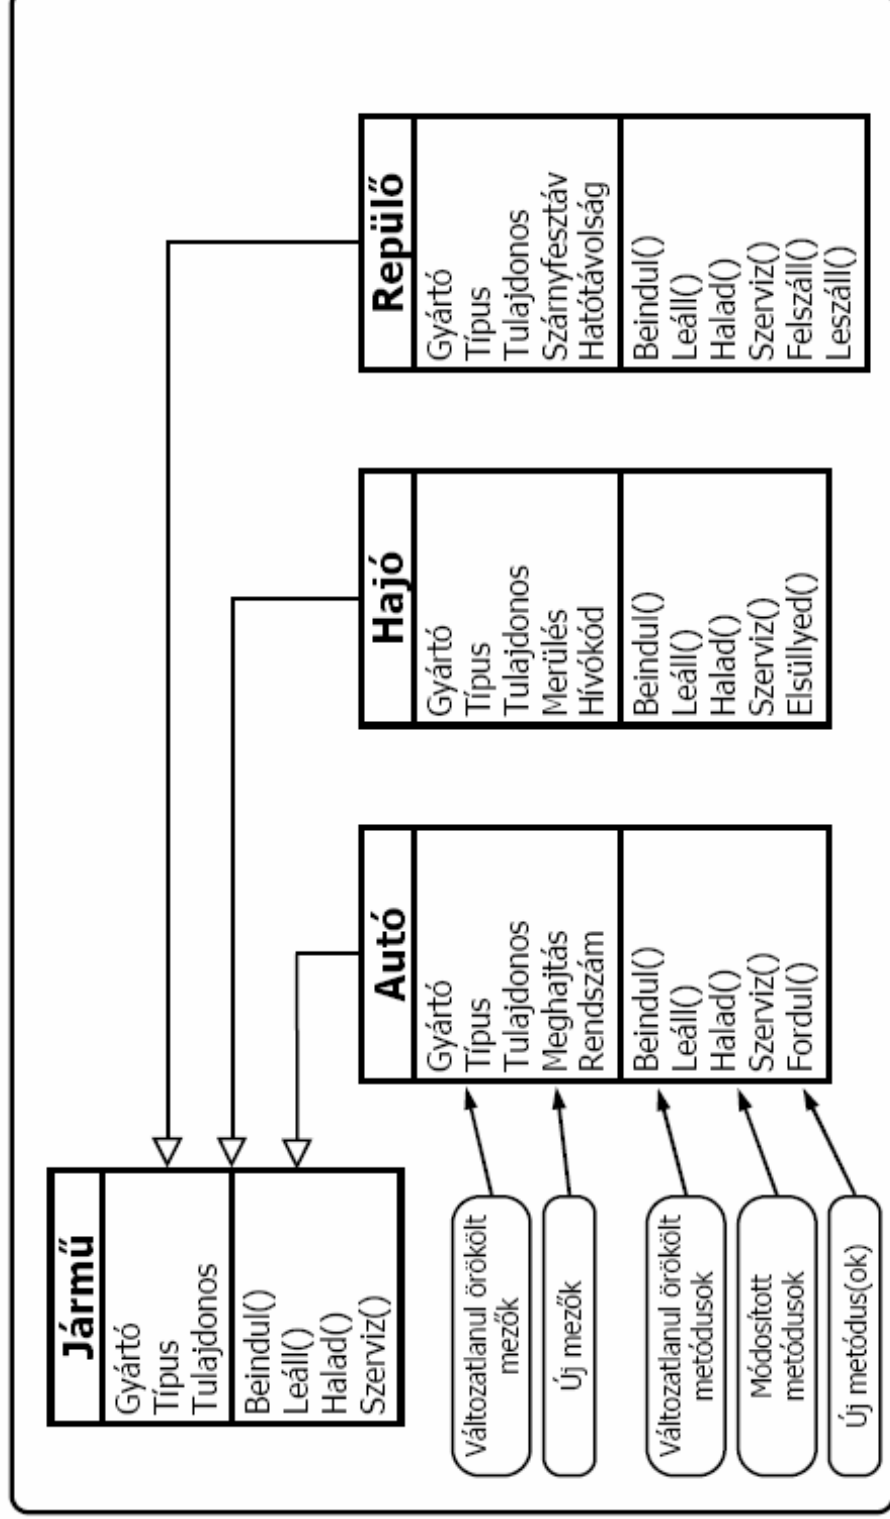 Jármű
Gyártó
Típus
Tulajdonos
Beindul()
Leáll()
Halad()
Szerviz()
Változatlanul örökölt
mezők
Új mezők
Változatlanul örökölt
metódusok
Módosított
metódusok
Új metódus(ok)
Autó
Gyártó
Típus
Tulajdonos
Meghajtás
Rendszám
Beindul()
Leáll()
Halad()
Szerviz()
Fordul()
Hajó
Gyártó
Típus
Tulajdonos
Merülés
Hívókód
Beindul()
Leáll()
Halad()
Szerviz()
Elsüllyed()
Repülő
Gyártó
Típus
Tulajdonos
Szárnyfesztáv
Hatótávolság
Beindul()
Leáll()
Halad()
Szerviz()
Felszáll()
Leszáll()